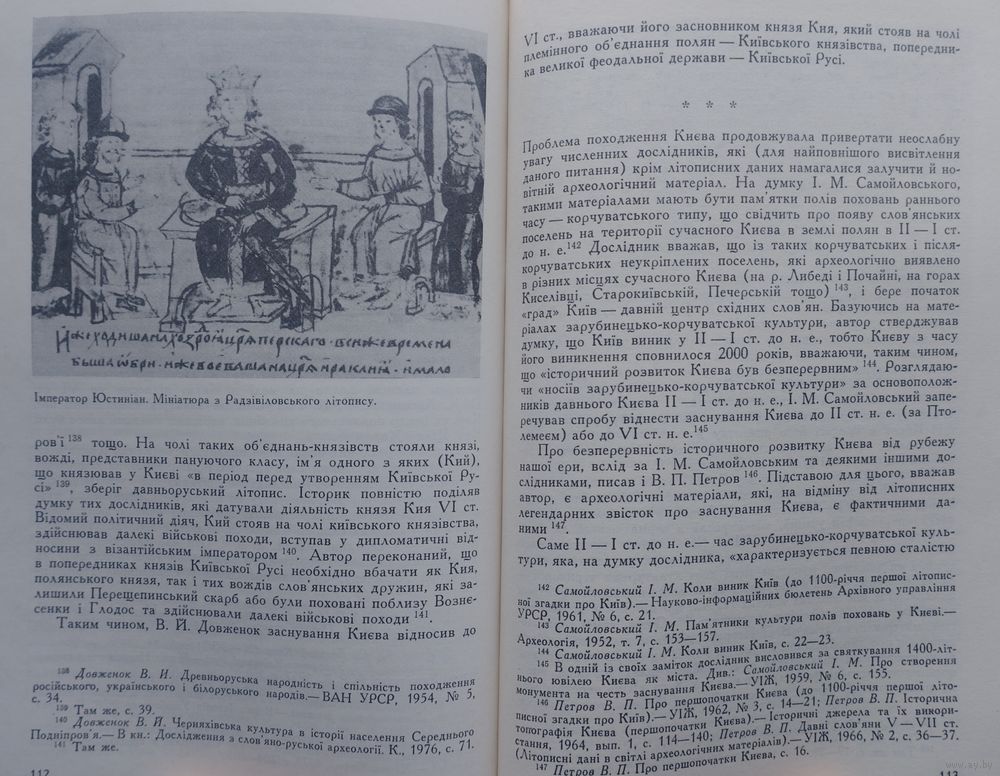 Імператор Юстиніан. Мініатюра з Радзівіловського літопису.
ров'ї 138 тощо. На чолі таких об'єднань-князівств стояли князі,
вожді, представники пануючого класу, ім'я одного з яких (Кий),
що князював у Києві «в період перед утворенням Київської Ру-
сі» 139, зберіг давньоруський літопис. Історик повністю поділяв
думку тих дослідників, які датували діяльність князя Кия VI ст.
Відомий політичний діяч, Кий стояв на чолі київського князівства,
здійснював далекі військові походи, вступав у дипломатичні від-
носини з візантійським імператором 140. Автор переконаний, що
в попередниках князів Київської Русі необхідно вбачати як Кия,
полянського князя, так і тих вождів слов'янських дружин, які за-
лишили Перещепинський скарб або були поховані поблизу Возне-
сенки і Глодос та здійснювали далекі військові походи 141.
Таким чином, В. Й. Довженок заснування Києва відносив до
138 Довженок В. И. Древньоруська народність і спільність походження
російського, українського і білоруського народів.— ВАН УРСР, 1954, № 5,
с. 34.
139 Там же, с. 39.
140 Довженок В. Й. Черняхівська культура в історії населення Середнього
Подніпров'я.— В кн.: Дослідження з слов'яно-руської археології. К., 1976, с. 71.
141 Там же.
112
VI ст., вважаючи його засновником князя Кия, який стояв на чолі
племінного об'єднання полян — Київського князівства, попередни-
ка великої феодальної держави — Київської Русі.
* * *
Проблема походження Києва продовжувала привертати неослабну
увагу численних дослідників, які (для найповнішого висвітлення
даного питання) крім літописних даних намагалися залучити й но-
вітній археологічний матеріал. На думку І. М. Самойловського,
такими матеріалами мають бути пам'ятки полів поховань раннього
часу — корчуватського типу, що свідчить про появу слов'янських
поселень на території сучасного Києва в землі полян в II — I ст.
до н. е.142 Дослідник вважав, що із таких корчуватських і після-
корчуватських неукріплених поселень, які археологічно виявлено
в різних місцях сучасного Києва (на р. Либеді і Почайні, на горах
Киселівці, Старокиївській, Печерській тощо) 143, і бере початок
«град» Київ — давній центр східних слов'ян. Базуючись на мате-
ріалах зарубинецько-корчуватської культури, автор стверджував
думку, що Київ виник у II — I ст. до н. е., тобто Києву з часу
його виникнення сповнилося 2000 років, вважаючи, таким чином,
що «історичний розвиток Києва був безперервним» 144. Розглядаю-
чи «носіїв зарубинецько-корчуватської культури» за основополож-
ників давнього Києва II — I ст. до н. е., І. М. Самойловський запе-
речував спробу віднести заснування Києва до II ст. н. е. (за Пто-
лемеєм) або до VI ст. н. е.145
Про безперервність історичного розвитку Києва від рубежу
нашої ери, вслід за І. М. Самойловським та деякими іншими до-
слідниками, писав і В. П. Петров 146. Підставою для цього, вважав
автор, є археологічні матеріали, які, на відміну від літописних
легендарних звісток про заснування Києва, є фактичними да-
ними 147.
Саме II — I ст. до н. е.— час зарубинецько-корчуватської куль-
тури, яка, на думку дослідника, «характеризується певною сталістю
142 Самойловський І. М. Коли виник Київ (до 1100-річчя першої літопис-
ної згадки про Київ).— Науково-інформаційних бюлетень Архівного управління
УРСР, 1961, № 6, с. 21.
143 Самойловський І. М. Пам'ятники культури полів поховань у Києві.—
Археологія, 1952, т. 7, с. 153—157.
144 Самойловський І. М. Коли виник Київ, с. 22—23.
145 В одній із своїх заміток дослідник висловився за святкування 1400-літ-
нього ювілею Києва як міста. Див.: Самойловський І. М. Про створення
монумента на честь заснування Києва.— УІЖ, 1959, № 6, с. 155.
146 Петров В. П. Про першопочатки Києва (до 1100-річчя першої літо-
писної згадки про Київ).— УІЖ, 1962, № 3, с. 14—21; Петров В. П. Історична
топографія Києва (першопочатки Києва).— Історичні джерела та їх викори-
стання, 1964, вып. 1, с. 114—140; Петров В. П. Давні слов'яни V — VII ст.
(Літописні дані в світлі археологічних матеріалів).— УІЖ, 1966, № 2, с. 36—37.
147 Петров В. П. Про першопочатки Києва, с. 16.
113
ay.by